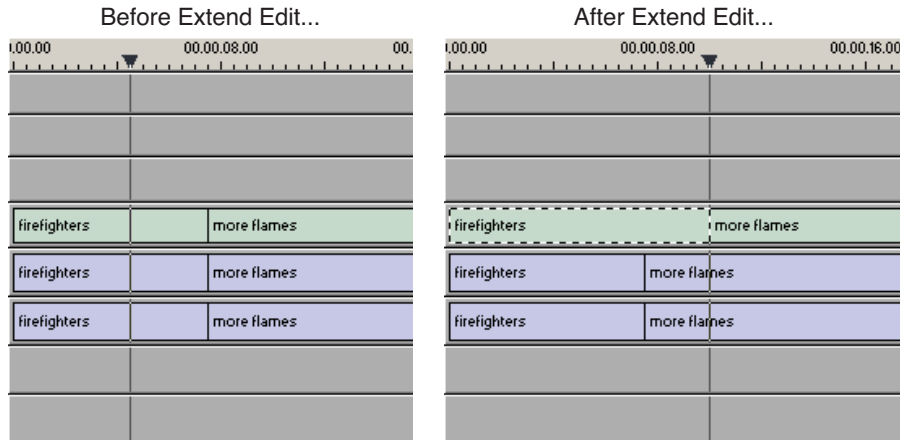 Before Extend Edit...
After Extend Edit...
00.00.08.00
00.00.08.00
00.00.16.00
firefighters
more flames
firefighters
more flames
firefighters
more flames
firefighters
more flames
firefighters
more flames
firefighters
more flames